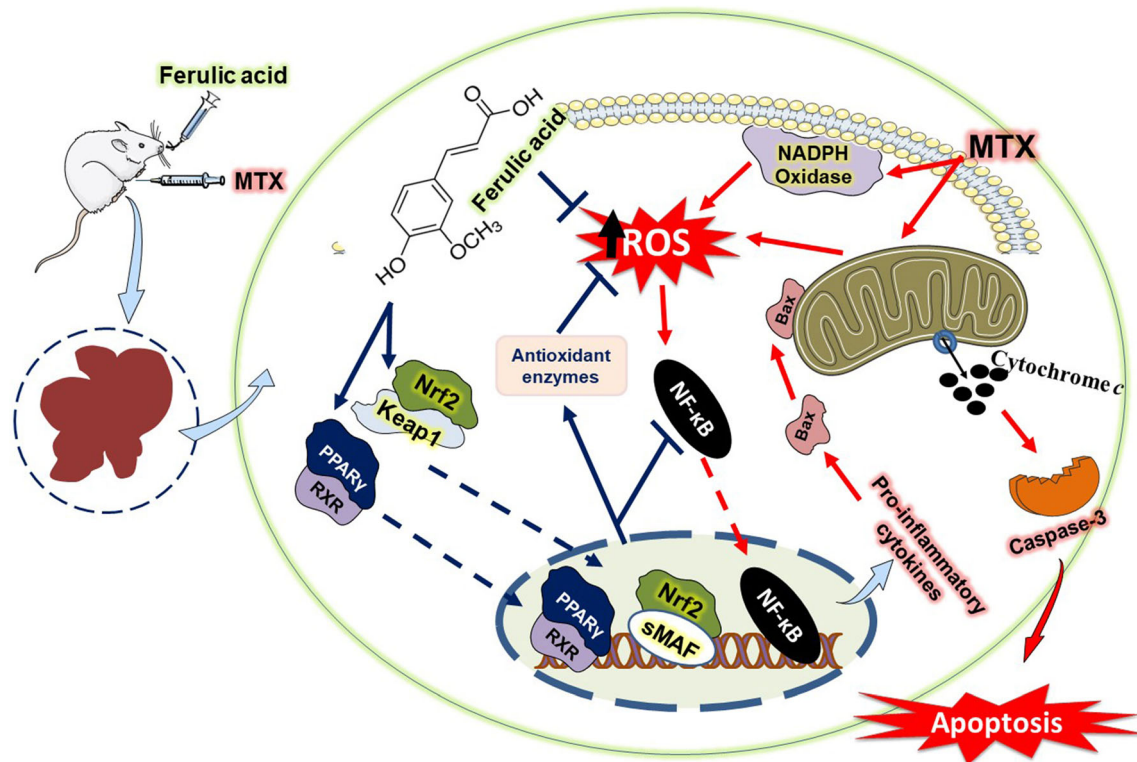 Ferulic acid
MTX
O
OH
HO
OCH3
Ferulic acid
NADPH
Oxidase
MTX
ROS
Bax
Cytochrome c
Antioxidant
enzymes
Nrf2
Keap1
PPARγ
RXR
NF-κB
Bax
Pro-inflammatory
cytokines
Caspase-3
PPARγ
RXR
Nrf2
sMAF
NF-κB
Apoptosis